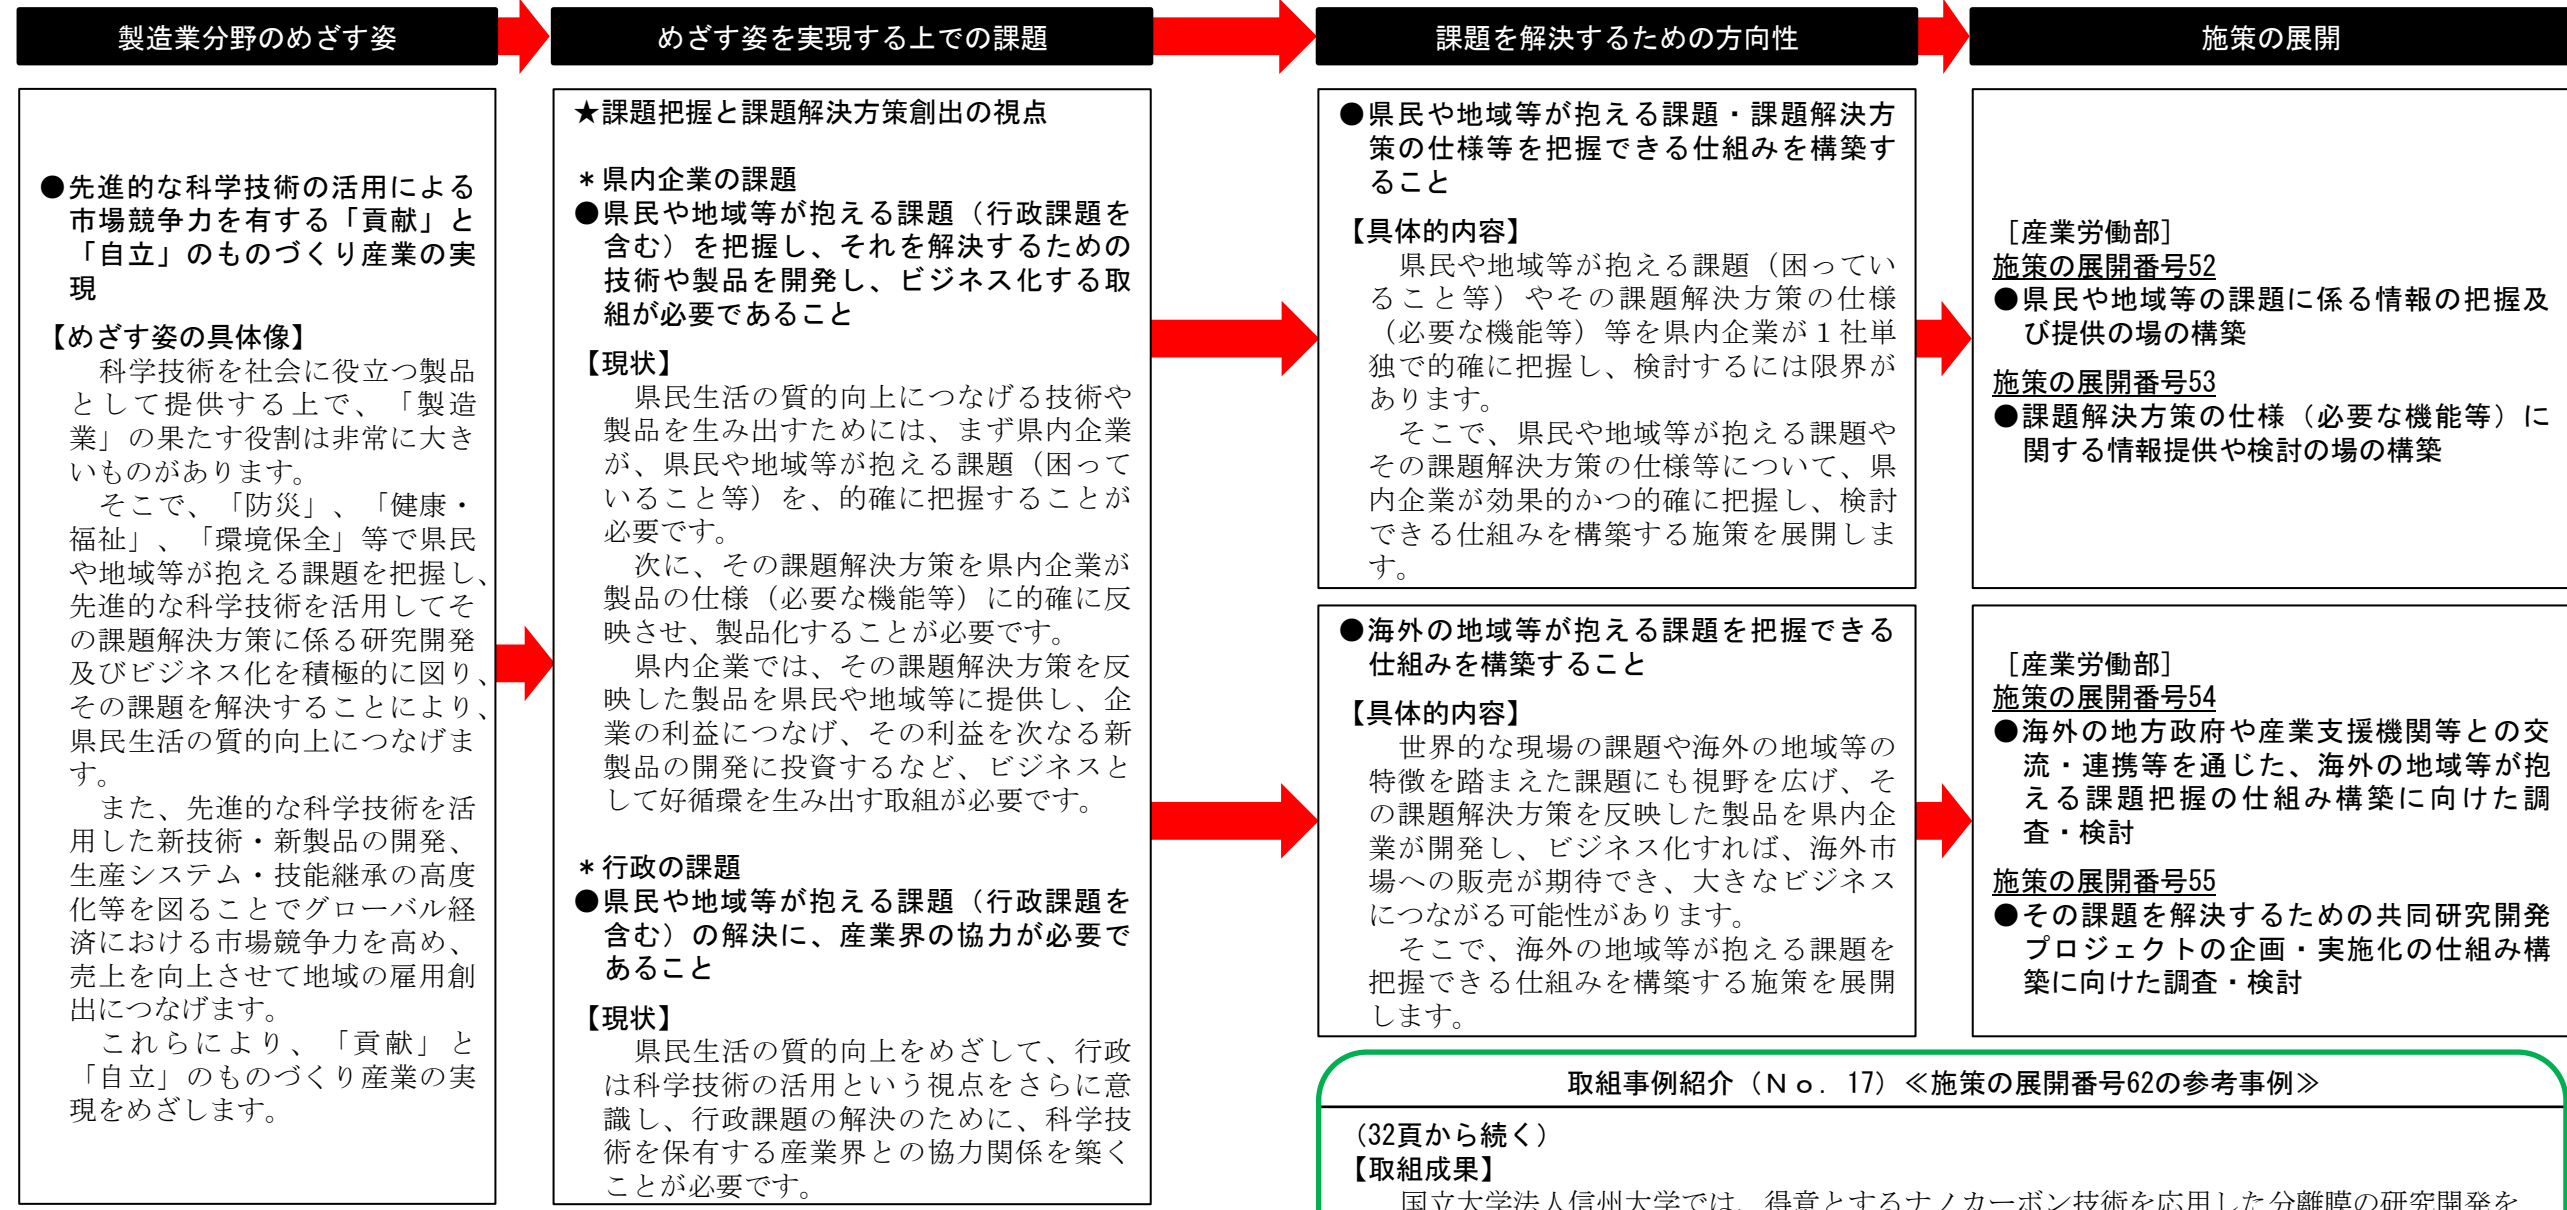 製造業分野のめざす姿
めざす姿を実現する上での課題
課題を解決するための方向性
施策の展開
●先進的な科学技術の活用による
市場競争力を有する「貢献」と
「自立」のものづくり産業の実
現
【めざす姿の具体像】
科学技術を社会に役立つ製品
として提供する上で、「製造
業」の果たす役割は非常に大き
いものがあります。
そこで、「防災」、「健康・
福祉」、「環境保全」等で県民
や地域等が抱える課題を把握し、
先進的な科学技術を活用してそ
の課題解決方策に係る研究開発
及びビジネス化を積極的に図り、
その課題を解決することにより、
県民生活の質的向上につなげま
す。
また、先進的な科学技術を活
用した新技術・新製品の開発、
生産システム・技能継承の高度
化等を図ることでグローバル経
済における市場競争力を高め、
売上を向上させて地域の雇用創
出につなげます。
これらにより、「貢献」と
「自立」のものづくり産業の実
現をめざします。
★課題把握と課題解決方策創出の視点
＊県内企業の課題
●県民や地域等が抱える課題（行政課題を
含む）を把握し、それを解決するための
技術や製品を開発し、ビジネス化する取
組が必要であること
【現状】
県民生活の質的向上につなげる技術や
製品を生み出すためには、まず県内企業
が、県民や地域等が抱える課題（困って
いること等）を、的確に把握することが
必要です。
次に、その課題解決方策を県内企業が
製品の仕様（必要な機能等）に的確に反
映させ、製品化することが必要です。
県内企業では、その課題解決方策を反
映した製品を県民や地域等に提供し、企
業の利益につなげ、その利益を次なる新
製品の開発に投資するなど、ビジネスと
して好循環を生み出す取組が必要です。
＊行政の課題
●県民や地域等が抱える課題（行政課題を
含む）の解決に、産業界の協力が必要で
あること
【現状】
県民生活の質的向上をめざして、行政
は科学技術の活用という視点をさらに意
識し、行政課題の解決のために、科学技
術を保有する産業界との協力関係を築く
ことが必要です。
●県民や地域等が抱える課題・課題解決方
策の仕様等を把握できる仕組みを構築す
ること
【具体的内容】
県民や地域等が抱える課題（困ってい
ること等）やその課題解決方策の仕様
（必要な機能等）等を県内企業が１社単
独で的確に把握し、検討するには限界が
あります。
そこで、県民や地域等が抱える課題や
その課題解決方策の仕様等について、県
内企業が効果的かつ的確に把握し、検討
できる仕組みを構築する施策を展開しま
す。
［産業労働部］
施策の展開番号52
●県民や地域等の課題に係る情報の把握及
び提供の場の構築
施策の展開番号53
●課題解決方策の仕様（必要な機能等）に
関する情報提供や検討の場の構築
●海外の地域等が抱える課題を把握できる
仕組みを構築すること
【具体的内容】
世界的な現場の課題や海外の地域等の
特徴を踏まえた課題にも視野を広げ、そ
の課題解決方策を反映した製品を県内企
業が開発し、ビジネス化すれば、海外市
場への販売が期待でき、大きなビジネス
につながる可能性があります。
そこで、海外の地域等が抱える課題を
把握できる仕組みを構築する施策を展開
します。
［産業労働部］
施策の展開番号54
●海外の地方政府や産業支援機関等との交
流・連携等を通じた、海外の地域等が抱
える課題把握の仕組み構築に向けた調
査・検討
施策の展開番号55
●その課題を解決するための共同研究開発
プロジェクトの企画・実施化の仕組み構
築に向けた調査・検討
取組事例紹介（Ｎｏ．17）≪施策の展開番号62の参考事例≫
（32頁から続く）
【取組成果】
国立大学法人信州大学では、得意とするナノカーボン技術を応用した分離膜の研究開発を